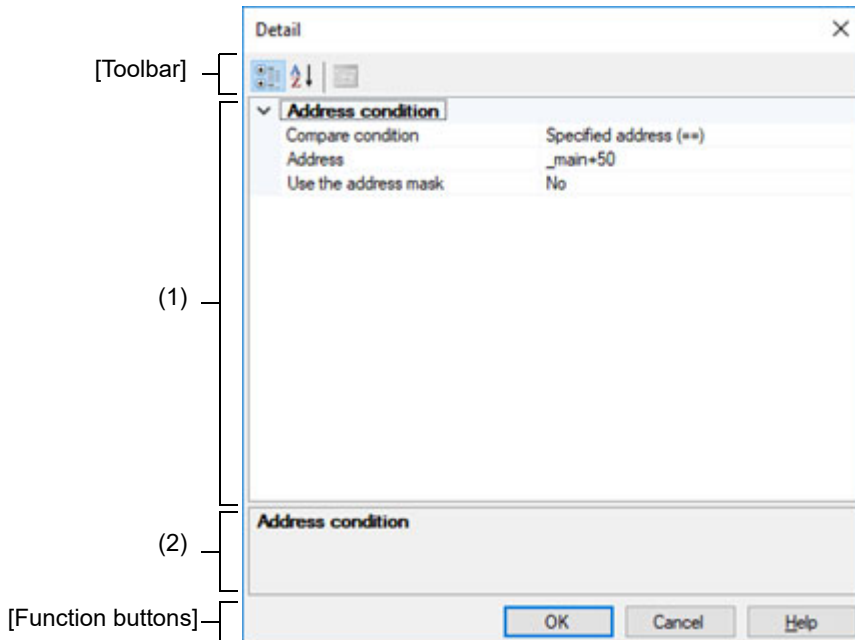 Detail
[Toolbar]
Address condition
Compare condition Specified address (==)
Address _main+50
Use the address mask No
(1)
Address condition
(2)
[Function buttons]
OK Cancel Help